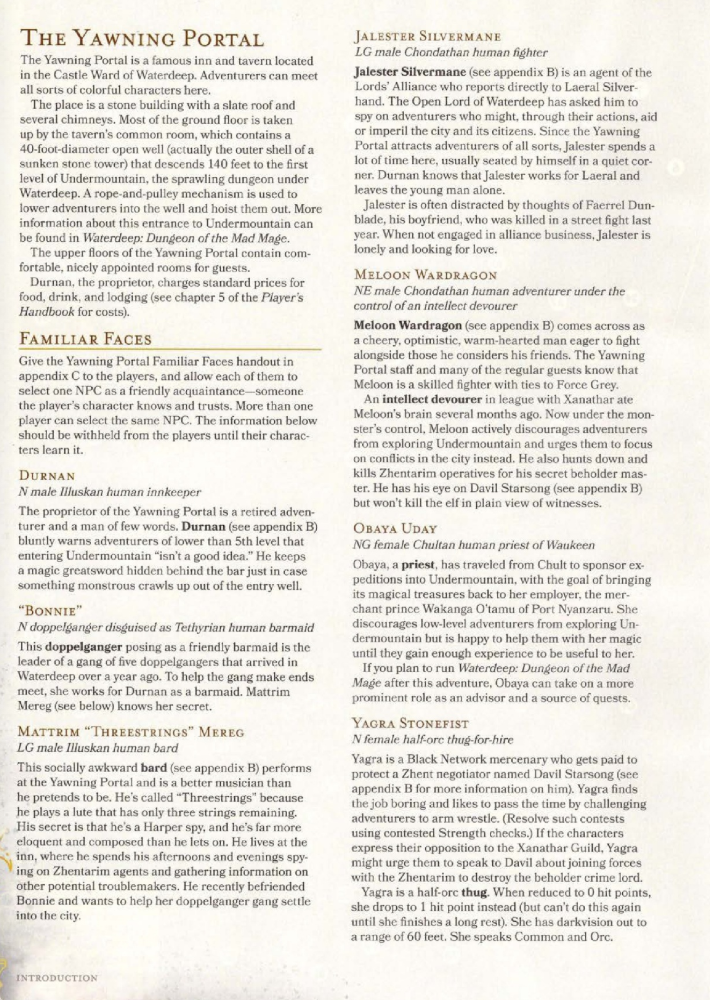 THE YAWNING PORTAL
The Yawning Portal is a famous inn and tavern located
in the Castle Ward of Waterdeep. Adventurers can meet
all sorts of colorful characters here.
The place is a stone building with a slate roof and
several chimneys. Most of the ground floor is taken
up by the tavern's common room, which contains a
40-foot-diameter open well (actually the outer shell of a
sunken stone tower) that descends 140 feet to the first
level of Undermountain, the sprawling dungeon under
Waterdeep. A rope-and-pulley mechanism is used to
lower adventurers into the well and hoist them out. More
information about this entrance to Undermountain can
be found in Waterdeep: Dungeon of the Mad Mage.
The upper floors of the Yawning Portal contain com-
fortable, nicely appointed rooms for guests.
Durnan, the proprietor, charges standard prices for
food, drink, and lodging (see chapter 5 of the Player's
Handbook for costs).
FAMILIAR FACES
Give the Yawning Portal Familiar Faces handout in
appendix C to the players, and allow each of them to
select one NPC as a friendly acquaintance—someone
the player's character knows and trusts. More than one
player can select the same NPC. The information below
should be withheld from the players until their charac-
ters learn it.
DURNAN
N male Illuskan human innkeeper
The proprietor of the Yawning Portal is a retired adven-
turer and a man of few words. Durnan (see appendix B)
bluntly warns adventurers of lower than 5th level that
entering Undermountain "isn't a good idea." He keeps
a magic greatsword hidden behind the bar just in case
something monstrous crawls up out of the entry well.
"BONNIE"
N doppelganger disguised as Tethyrian human barmaid
This doppelganger posing as a friendly barmaid is the
leader of a gang of five doppelgangers that arrived in
Waterdeep over a year ago. To help the gang make ends
meet, she works for Durnan as a barmaid. Mattrim
Mereg (see below) knows her secret.
MATTRIM "THREESTRINGS" MEREG
LG male Illuskan human bard
This socially awkward bard (see appendix B) performs
at the Yawning Portal and is a better musician than
he pretends to be. He's called "Threestrings" because
he plays a lute that has only three strings remaining.
His secret is that he's a Harper spy, and he's far more
eloquent and composed than he lets on. He lives at the
inn, where he spends his afternoons and evenings spy-
ing on Zhentarim agents and gathering information on
other potential troublemakers. He recently befriended
Bonnie and wants to help her doppelganger gang settle
into the city.
JALESTER SILVERMANE
LG male Chondathan human fighter
Jalester Silvermane (see appendix B) is an agent of the
Lords' Alliance who reports directly to Laeral Silver-
hand. The Open Lord of Waterdeep has asked him to
spy on adventurers who might, through their actions, aid
or imperil the city and its citizens. Since the Yawning
Portal attracts adventurers of all sorts, Jalester spends a
lot of time here, usually seated by himself in a quiet cor-
ner. Durnan knows that Jalester works for Laeral and
leaves the young man alone.
Jalester is often distracted by thoughts of Faerrel Dun-
blade, his boyfriend, who was killed in a street fight last
year. When not engaged in alliance business, Jalester is
lonely and looking for love.
MELOON WARDRAGON
NE male Chondathan human adventurer under the
control of an intellect devourer
Meloon Wardragon (see appendix B) comes across as
a cheery, optimistic, warm-hearted man eager to fight
alongside those he considers his friends. The Yawning
Portal staff and many of the regular guests know that
Meloon is a skilled fighter with ties to Force Grey.
An intellect devourer in league with Xanathar ate
Meloon's brain several months ago. Now under the mon-
ster's control, Meloon actively discourages adventurers
from exploring Undermountain and urges them to focus
on conflicts in the city instead. He also hunts down and
kills Zhentarim operatives for his secret beholder mas-
ter. He has his eye on Davil Starsong (see appendix B)
but won't kill the elf in plain view of witnesses.
OBAYA UDAY
NG female Chultan human priest of Waukeen
Obaya, a priest, has traveled from Chult to sponsor ex-
peditions into Undermountain, with the goal of bringing
its magical treasures back to her employer, the mer-
chant prince Wakanga O'tamu of Port Nyanzaru. She
discourages low-level adventurers from exploring Un-
dermountain but is happy to help them with her magic
until they gain enough experience to be useful to her.
If you plan to run Waterdeep: Dungeon of the Mad
Mage after this adventure, Obaya can take on a more
prominent role as an advisor and a source of quests.
YAGRA STONEFIST
N female half-orc thug-for-hire
Yagra is a Black Network mercenary who gets paid to
protect a Zhent negotiator named Davil Starsong (see
appendix B for more information on him). Yagra finds
the job boring and likes to pass the time by challenging
adventurers to arm wrestle. (Resolve such contests
using contested Strength checks.) If the characters
express their opposition to the Xanathar Guild, Yagra
might urge them to speak to Davil about joining forces
with the Zhentarim to destroy the beholder crime lord.
Yagra is a half-orc thug. When reduced to 0 hit points,
she drops to 1 hit point instead (but can't do this again
until she finishes a long rest). She has darkvision out to
a range of 60 feet. She speaks Common and Orc.
INTRODUCTION